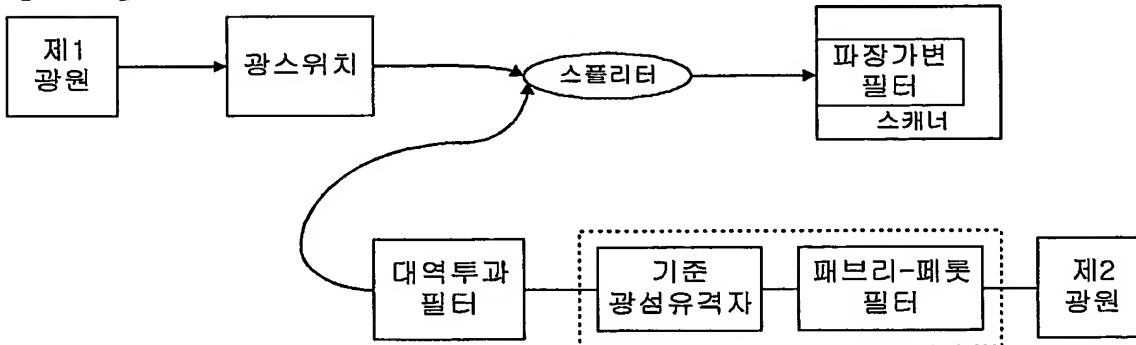 제1
광원
광스위치
스플리터
파장가변
필터
스캐너
대역투과
필터
기준
광섬유격자
패브리-페롯
필터
제2
광원